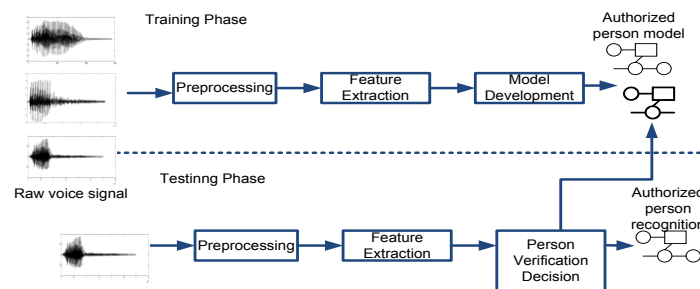 Training Phase
Authorized
person model
Preprocessing
Feature
Extraction
Model
Development
Raw voice signal
Testinng Phase
Authorized
person
recognition
Preprocessing
Feature
Extraction
Person
Verification
Decision